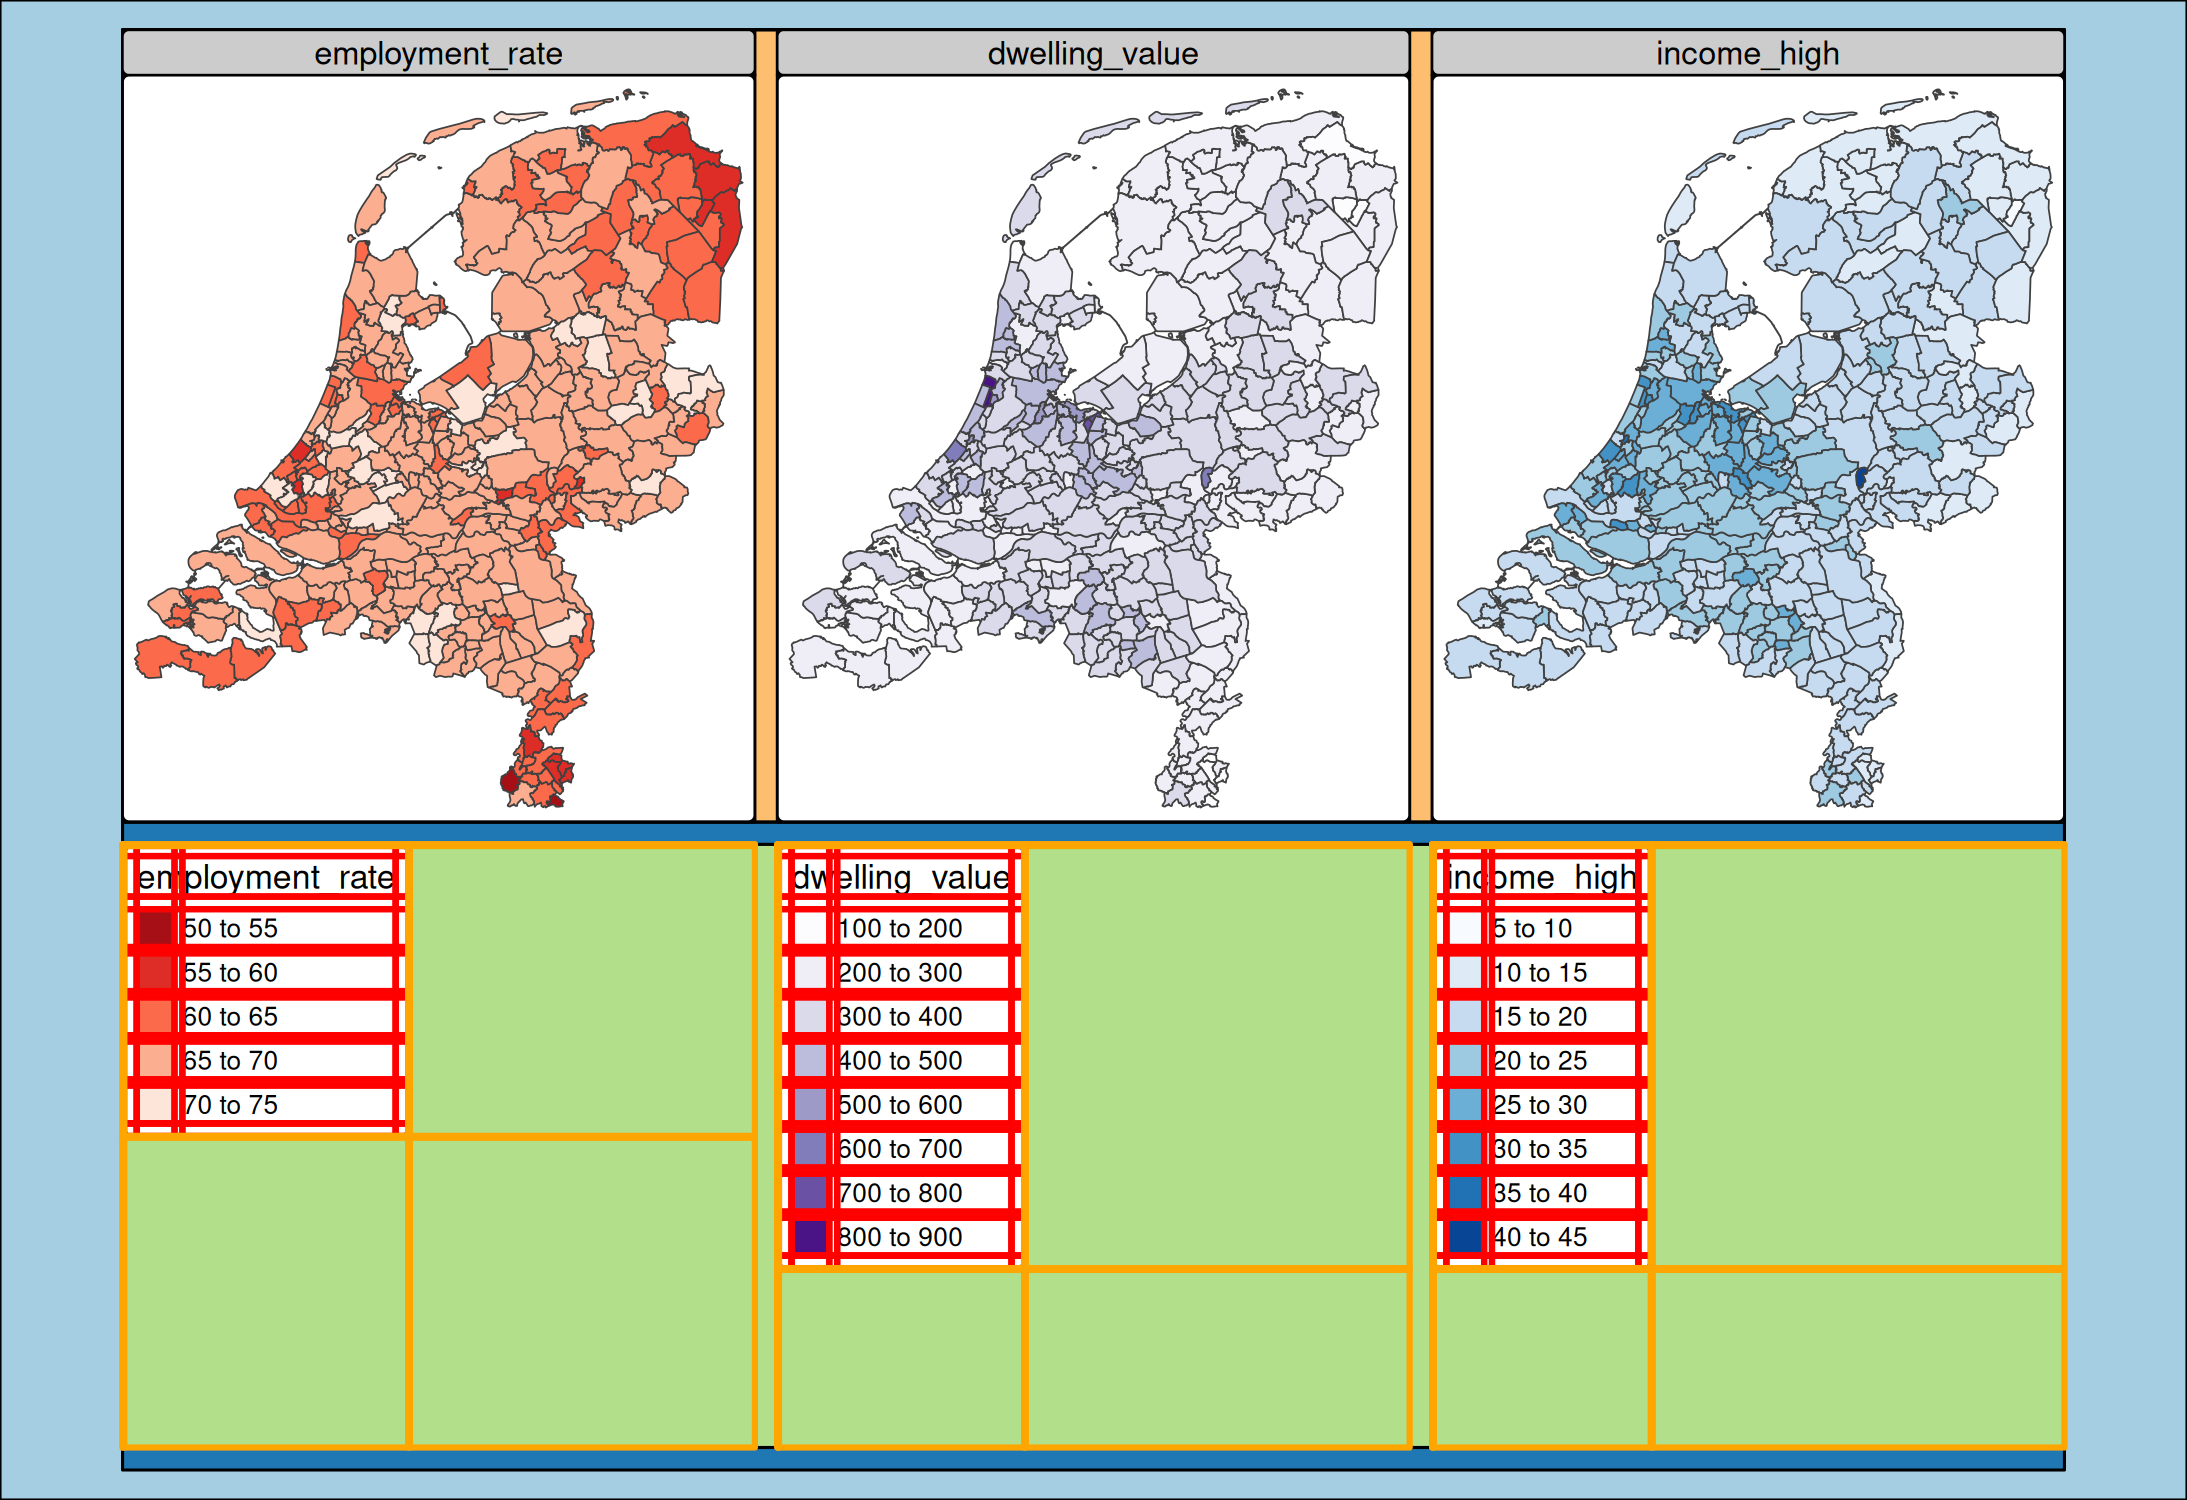 employment_rate
dwelling_value
income_high
employment_rate
50 to 55
55 to 60
60 to 65
65 to 70
70 to 75
dwelling_value
100 to 200
200 to 300
300 to 400
400 to 500
500 to 600
600 to 700
700 to 800
800 to 900
income_high
5 to 10
10 to 15
15 to 20
20 to 25
25 to 30
30 to 35
35 to 40
40 to 45